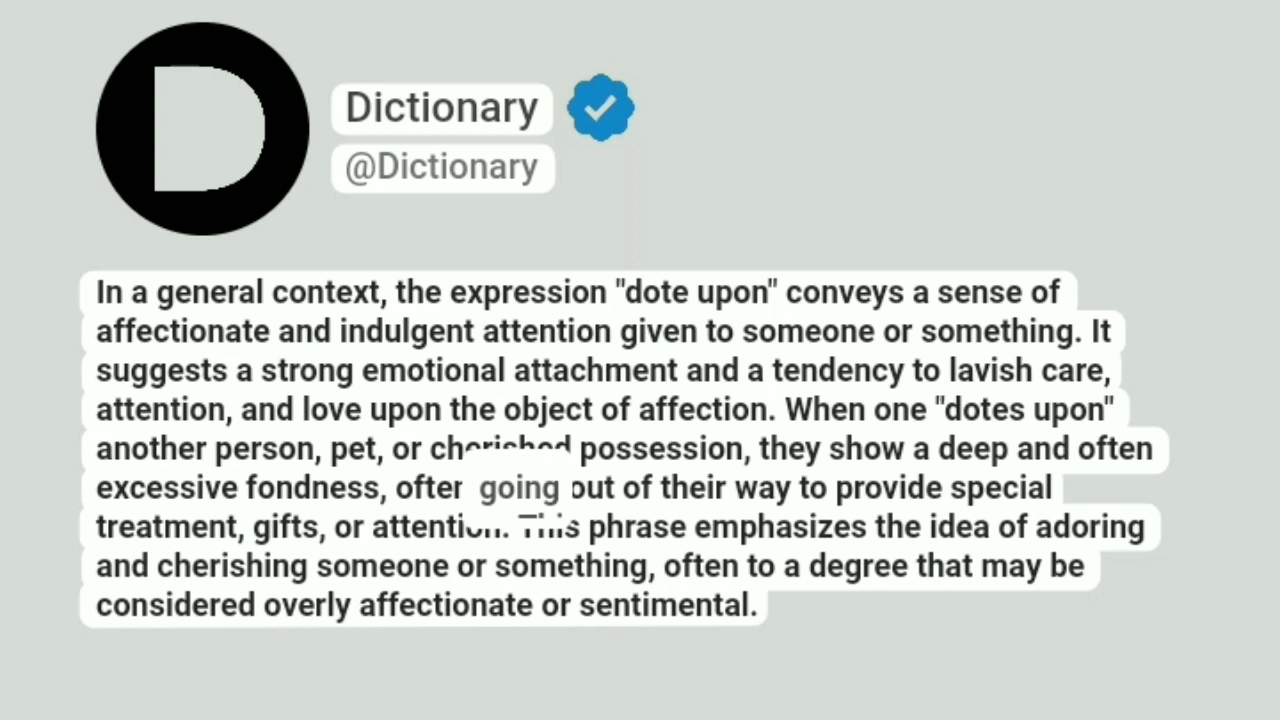 D
Dictionary
@Dictionary
In a general context, the expression "dote upon" conveys a sense of
affectionate and indulgent attention given to someone or something. It
suggests a strong emotional attachment and a tendency to lavish care,
attention, and love upon the object of affection. When one "dotes upon"
another person, pet, or cherished possession, they show a deep and often
excessive fondness, often going out of their way to provide special
treatment, gifts, or attention. This phrase emphasizes the idea of adoring
and cherishing someone or something, often to a degree that may be
considered overly affectionate or sentimental.